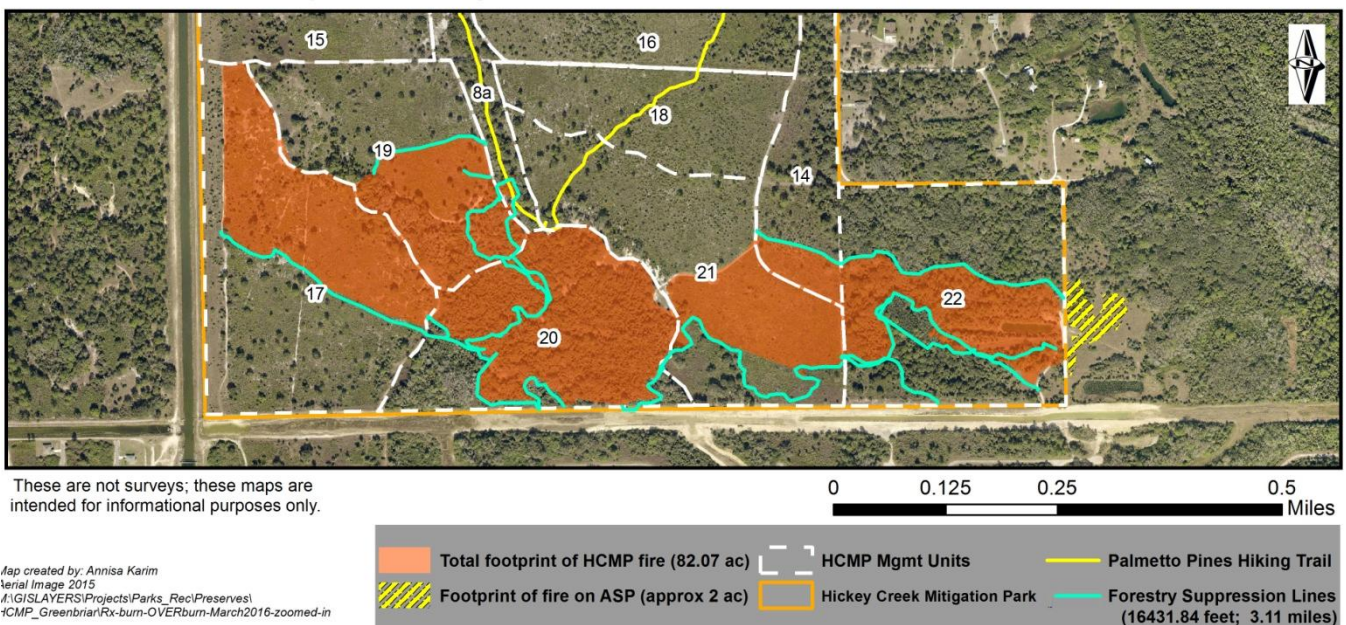 15
16
8a
18
19
14
21
22
17
20
These are not surveys; these maps are
intended for informational purposes only.
0 0.125 0.25 0.5
Miles
Map created by: Annisa Karim
Aerial Image 2015
M:\GISLAYERS\Projects\Parks_Rec\Preserves\
HCMP_Greenbriar\Rx-burn-OVERburn-March2016-zoomed-in
Total footprint of HCMP fire (82.07 ac)
Footprint of fire on ASP (approx 2 ac)
HCMP Mgmt Units
Hickey Creek Mitigation Park
Palmetto Pines Hiking Trail
Forestry Suppression Lines
(16431.84 feet; 3.11 miles)